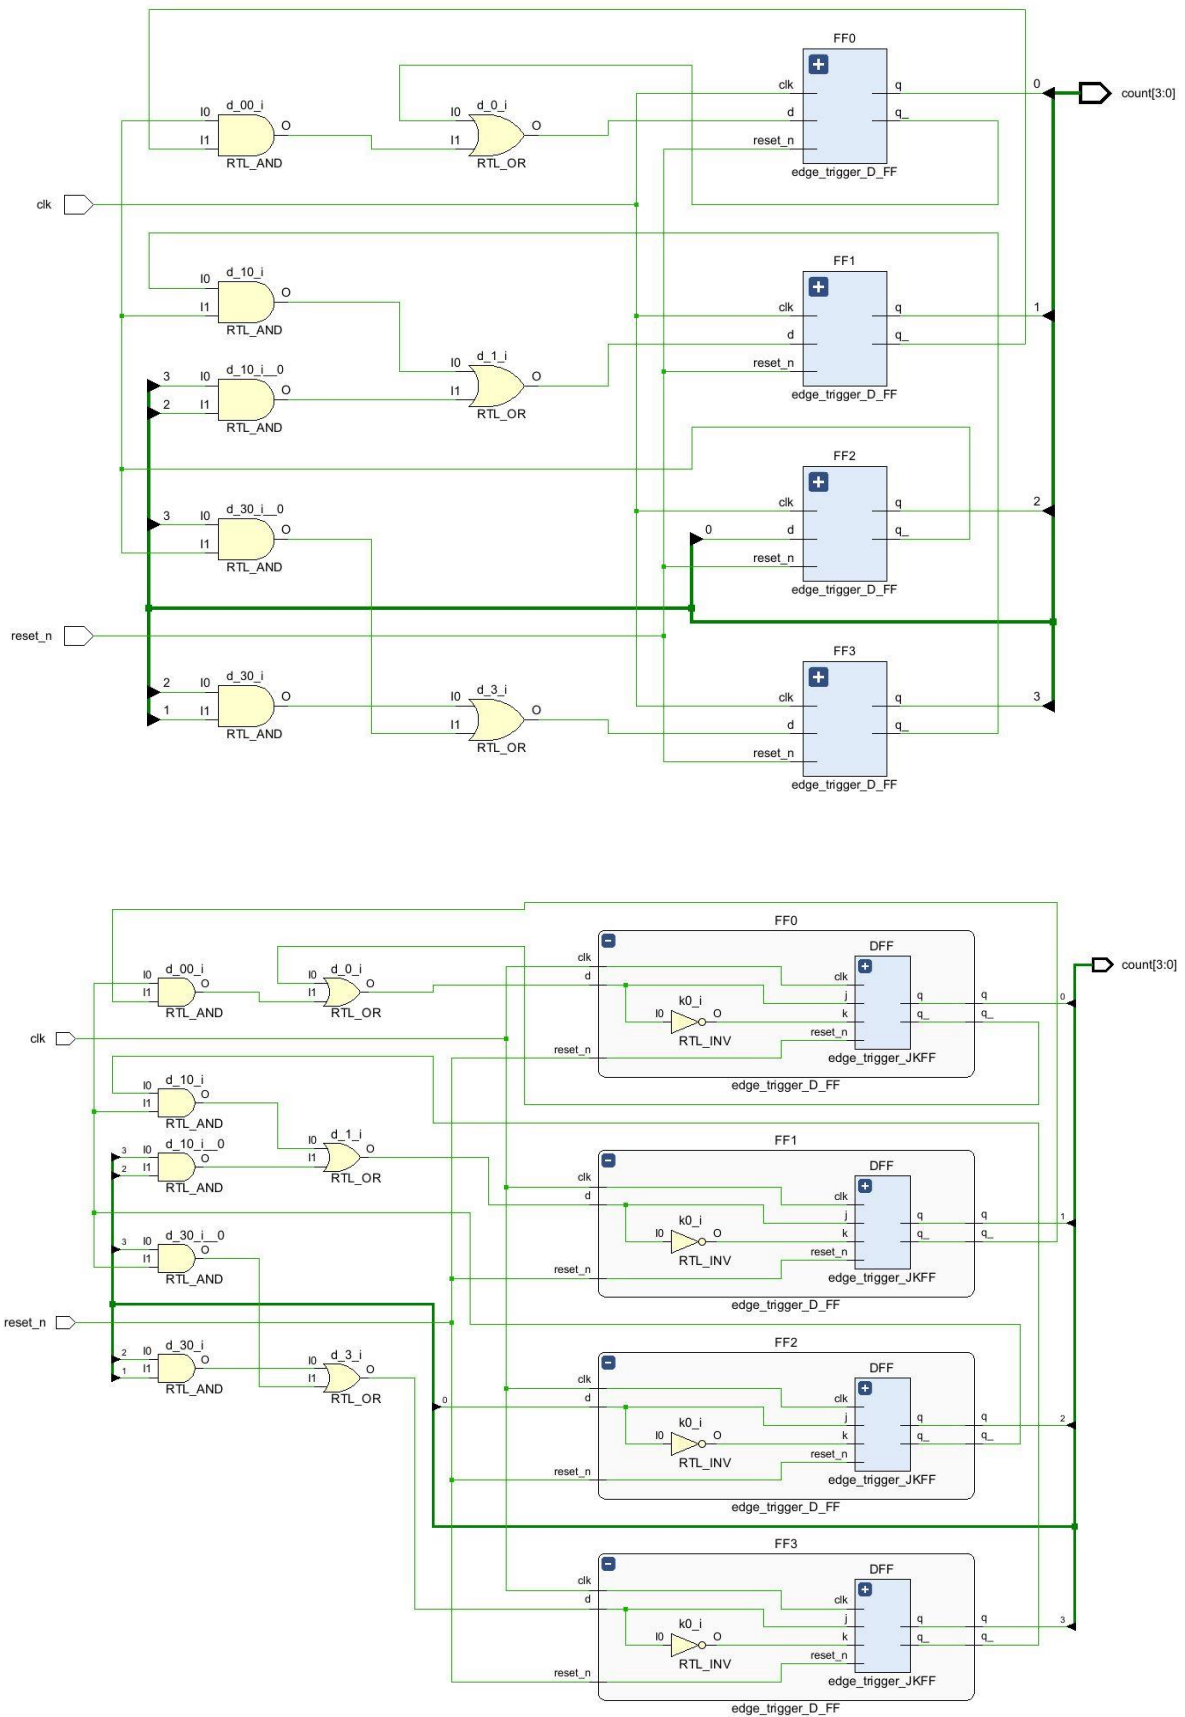 FF0
clk q 0 count[3:0]
d q_
reset_n
edge_trigger_D_FF
d_00_i
I0 O
I1
RTL_AND
d_0_i
I0 O
I1
RTL_OR
clk
FF1
clk q 1
d q_
reset_n
edge_trigger_D_FF
d_10_i
I0 O
I1
RTL_AND
d_10_i__0
3 I0 O
2 I1
RTL_AND
d_1_i
I0 O
I1
RTL_OR
FF2
clk q 2
0 d q_
reset_n
edge_trigger_D_FF
d_30_i__0
3 I0 O
I1
RTL_AND
reset_n
FF3
clk q 3
d q_
reset_n
edge_trigger_D_FF
d_30_i
2 I0 O
1 I1
RTL_AND
d_3_i
I0 O
I1
RTL_OR
FF0
DFF
clk
d
clk
j q q 0 count[3:0]
k q_ q_
reset_n
k0_i
I0 O
RTL_INV
edge_trigger_JKFF
reset_n
edge_trigger_D_FF
d_00_i
I0 O
I1
RTL_AND
d_0_i
I0 O
I1
RTL_OR
clk
FF1
DFF
clk
d
clk
j q q 1
k q_ q_
reset_n
k0_i
I0 O
RTL_INV
edge_trigger_JKFF
reset_n
edge_trigger_D_FF
d_10_i
I0 O
I1
RTL_AND
d_10_i__0
3 I0 O
2 I1
RTL_AND
d_1_i
I0 O
I1
RTL_OR
d_30_i__0
3 I0 O
I1
RTL_AND
reset_n
FF2
DFF
clk
0 d
clk
j q q 2
k q_ q_
reset_n
k0_i
I0 O
RTL_INV
edge_trigger_JKFF
reset_n
edge_trigger_D_FF
d_30_i
2 I0 O
1 I1
RTL_AND
d_3_i
I0 O
I1
RTL_OR
FF3
DFF
clk
d
clk
j q q 3
k q_ q_
reset_n
k0_i
I0 O
RTL_INV
edge_trigger_JKFF
reset_n
edge_trigger_D_FF